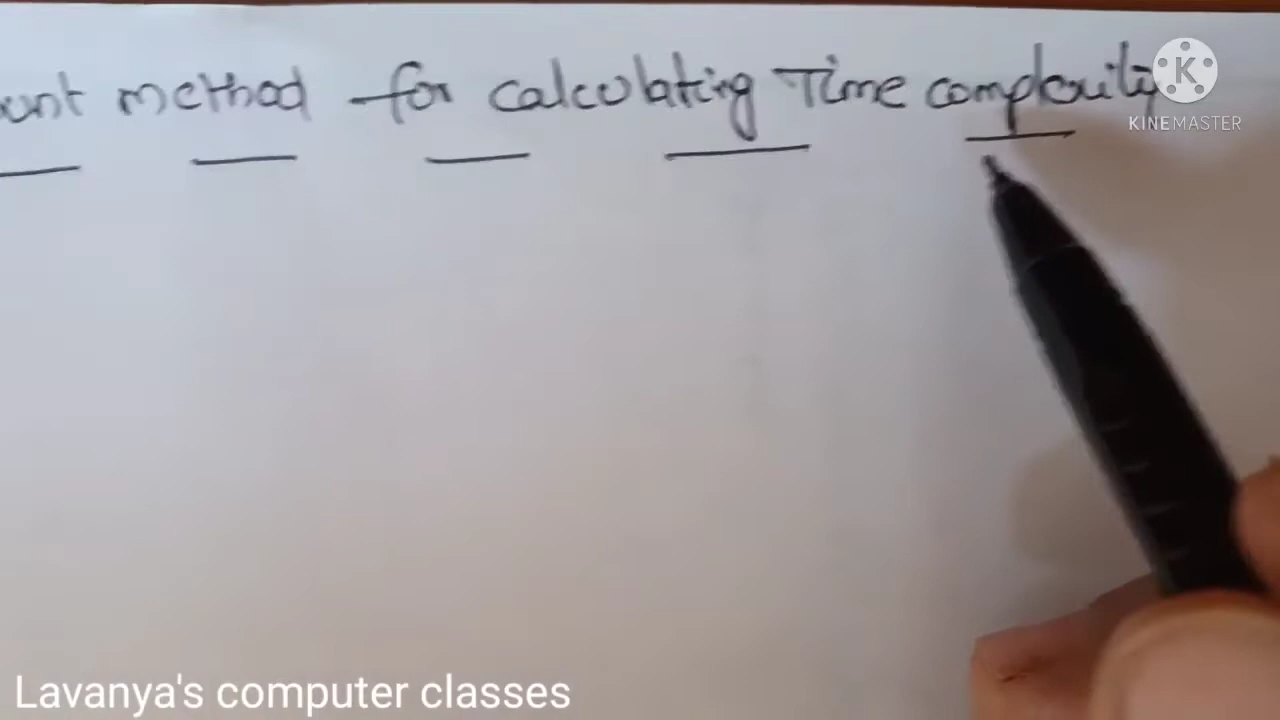 method for calculating Time complexity
KINEMASTER
Lavanya's computer classes